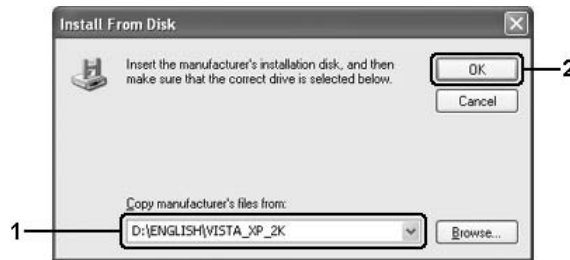 Install From Disk
Insert the manufacturer's installation disk, and then
make sure that the correct drive is selected below.
OK
2
Cancel
Copy manufacturer's files from:
1
D:\ENGLISH\VISTA_XP_2K
Browse...